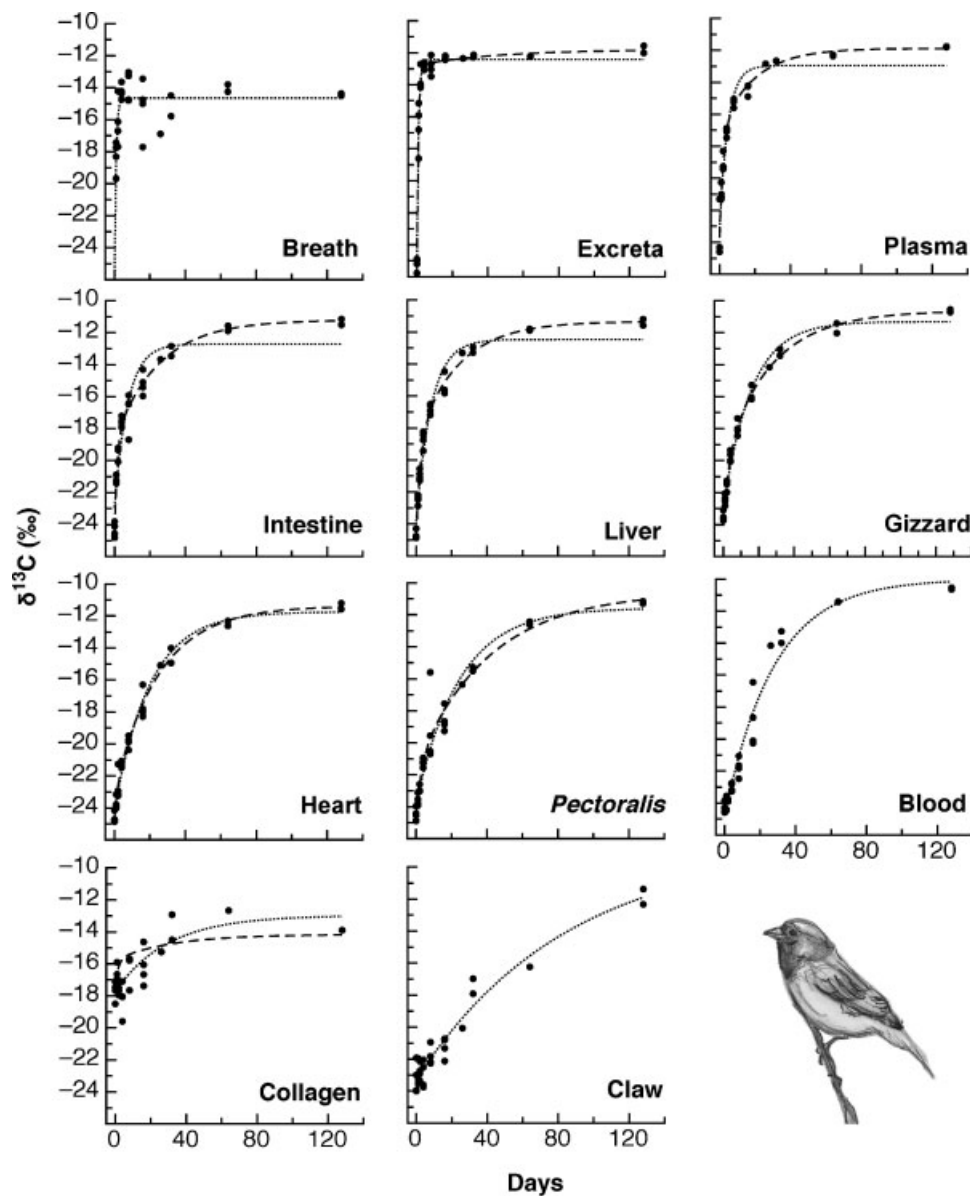 −10
−12
−14
−16
−18
−20
−22
−24
Breath
Excreta
Plasma
−10
−12
−14
−16
−18
−20
−22
−24
Intestine
Liver
Gizzard
δ¹³C (‰)
−10
−12
−14
−16
−18
−20
−22
−24
Heart
Pectoralis
Blood
0 40 80 120
−10
−12
−14
−16
−18
−20
−22
−24
Collagen
Claw
0 40 80 120
0 40 80 120
Days